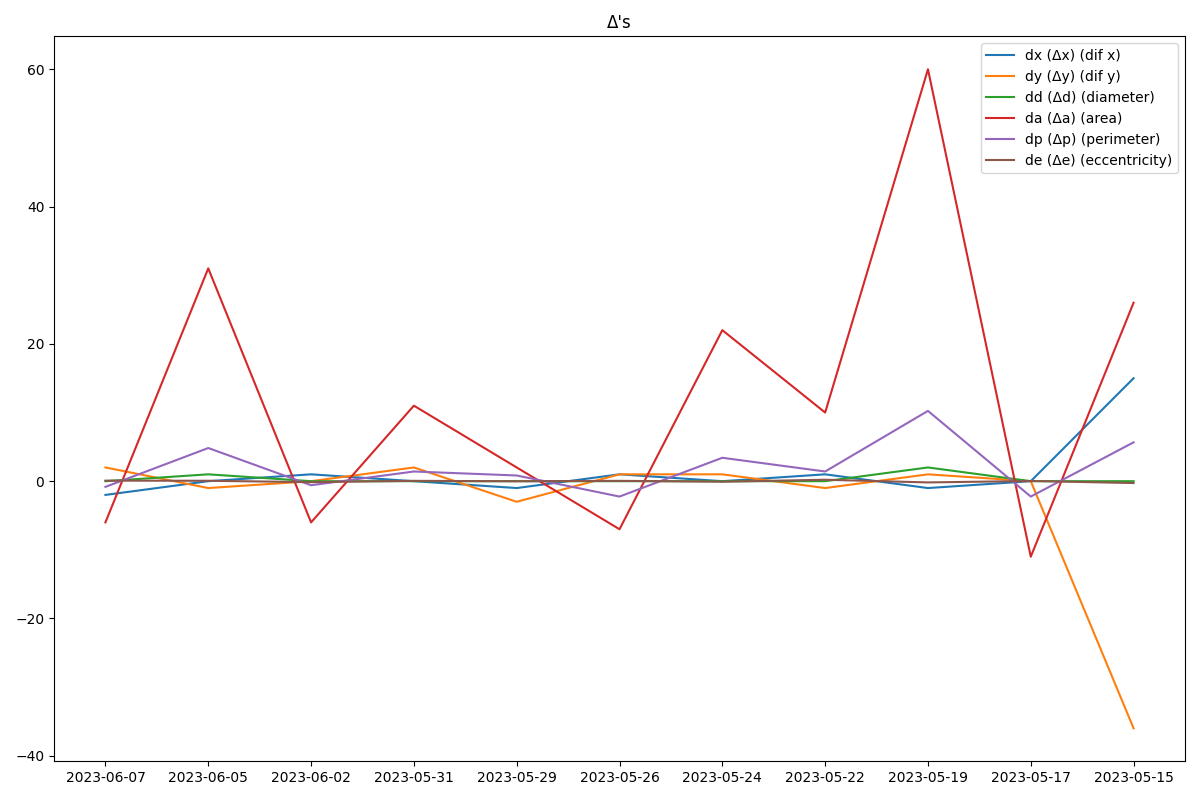 Δ's
dx (Δx) (dif x)
dy (Δy) (dif y)
dd (Δd) (diameter)
da (Δa) (area)
dp (Δp) (perimeter)
de (Δe) (eccentricity)
60
40
20
0
−20
−40
2023-06-07 2023-06-05 2023-06-02 2023-05-31 2023-05-29 2023-05-26 2023-05-24 2023-05-22 2023-05-19 2023-05-17 2023-05-15